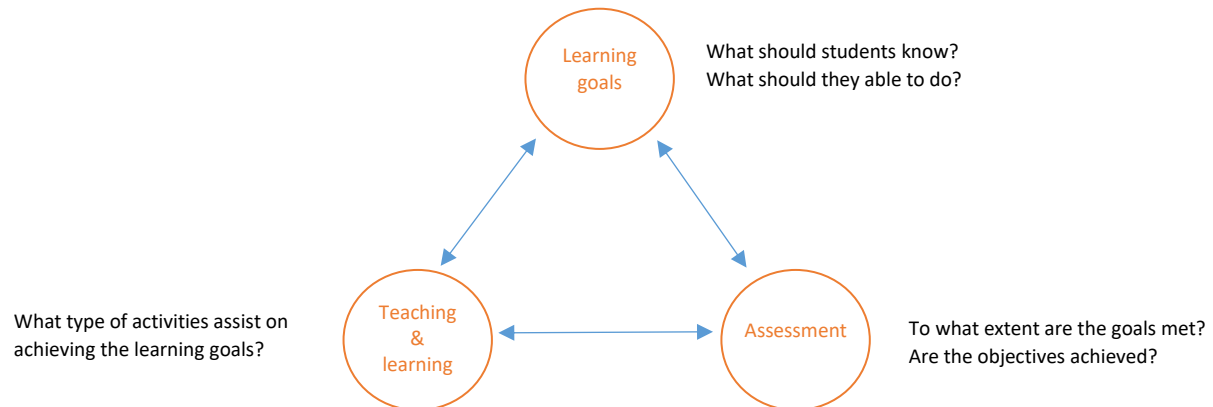 Learning
goals
What should students know?
What should they able to do?
What type of activities assist on
achieving the learning goals?
Teaching
&
learning
Assessment
To what extent are the goals met?
Are the objectives achieved?